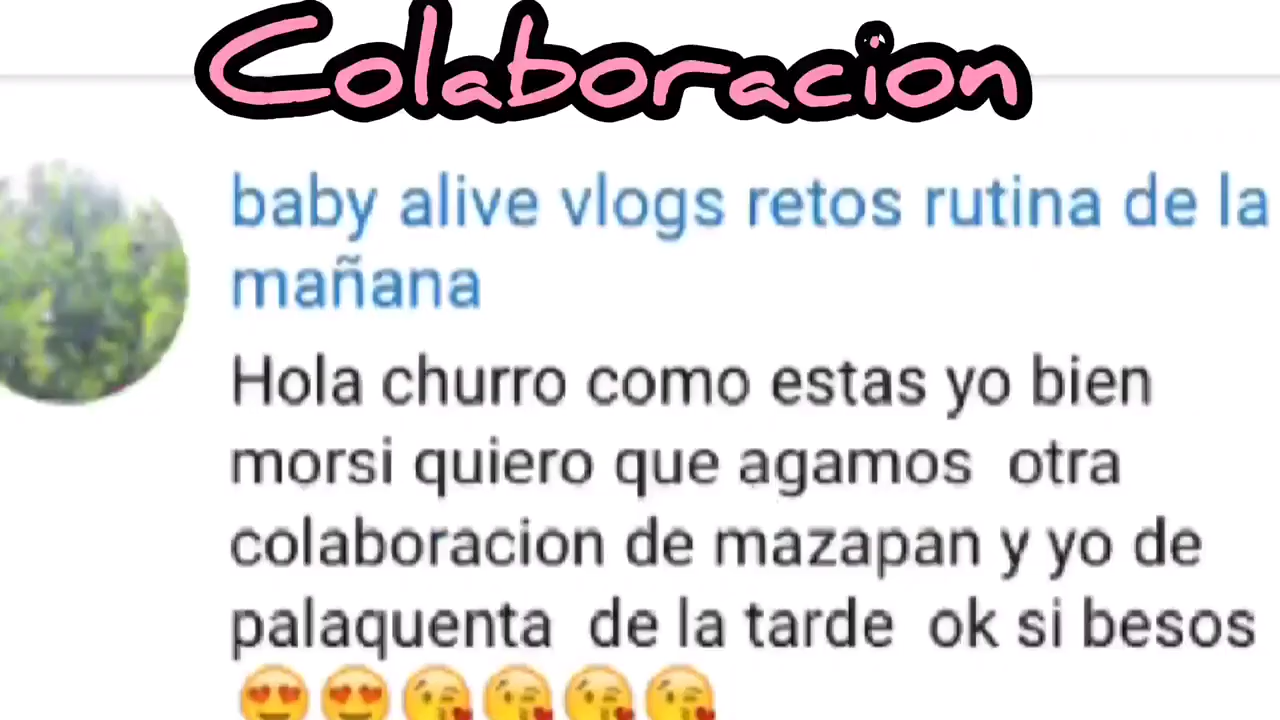 Colaboracion
baby alive vlogs retos rutina de la
mañana
Hola churro como estas yo bien
morsi quiero que agamos otra
colaboracion de mazapan y yo de
palaquenta de la tarde ok si besos
😍😍😘😘😘😘